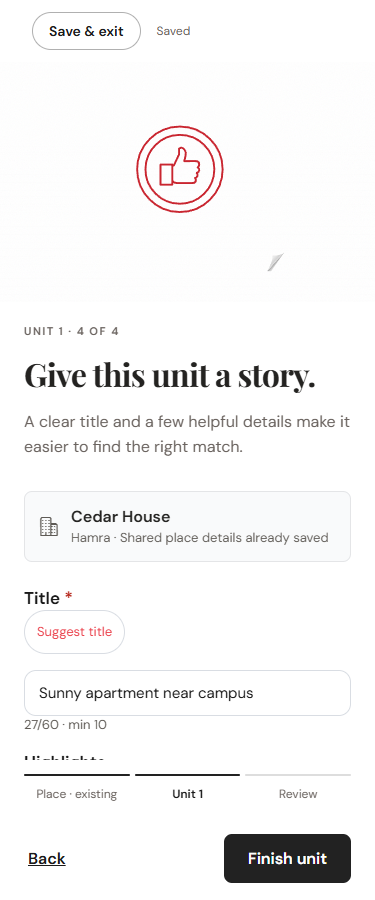 Save & exit
Saved
UNIT 1 · 4 OF 4
Give this unit a story.
A clear title and a few helpful details make it
easier to find the right match.
Cedar House
Hamra · Shared place details already saved
Title *
Suggest title
Sunny apartment near campus
27/60 · min 10
Highlights
Place · existing
Unit 1
Review
Back
Finish unit